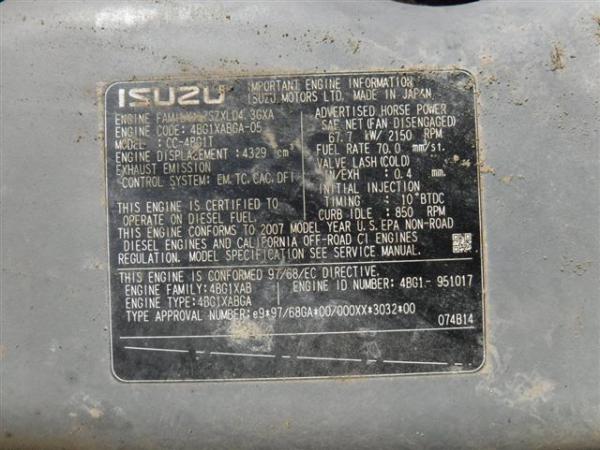 ISUZU
IMPORTANT ENGINE INFORMATION
ISUZU MOTORS LTD. MADE IN JAPAN.
ENGINE FAMILY: 7SZXL04.3GXA
ENGINE CODE: 4BG1XABGA-05
MODEL: CC-4BG1T
ENGINE DISPLACEMENT: 4329 cm³
EXHAUST EMISSION
CONTROL SYSTEM: EM, TC, CAC, DFI
ADVERTISED HORSE POWER
SAE NET (FAN DISENGAGED)
67.7 kW/ 2150 RPM
FUEL RATE: 70.0 mm³/st.
VALVE LASH (COLD)
IN/EXH : 0.4 mm.
INITIAL INJECTION
TIMING : 10°BTDC
CURB IDLE: 850 RPM
THIS ENGINE IS CERTIFIED TO
OPERATE ON DIESEL FUEL.
THIS ENGINE CONFORMS TO 2007 MODEL YEAR U.S. EPA NON-ROAD
DIESEL ENGINES AND CALIFORNIA OFF-ROAD CI ENGINES
REGULATION. MODEL SPECIFICATION SEE SERVICE MANUAL.
THIS ENGINE IS CONFORMED 97/68/EC DIRECTIVE.
ENGINE FAMILY: 4BG1XAB
ENGINE ID NUMBER: 4BG1- 951017
ENGINE TYPE: 4BG1XABGA
TYPE APPROVAL NUMBER: e9*97/68GA*00/000XX*3032*00
074B14